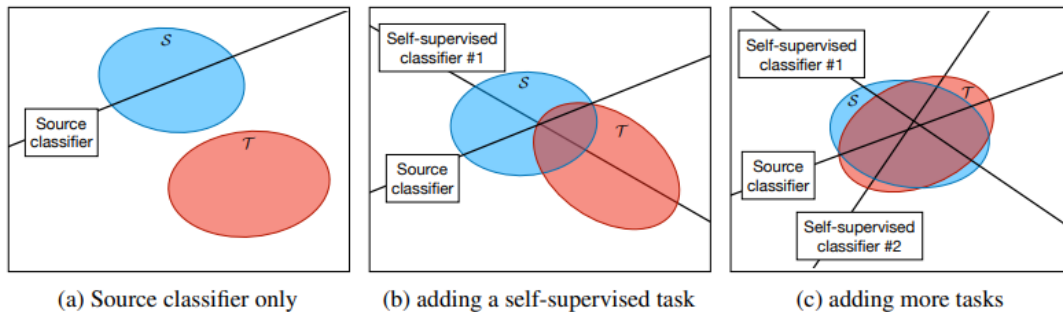 S
Source
classifier
T
(a) Source classifier only
Self-supervised
classifier #1
S
T
Source
classifier
(b) adding a self-supervised task
Self-supervised
classifier #1
S
T
Source
classifier
Self-supervised
classifier #2
(c) adding more tasks